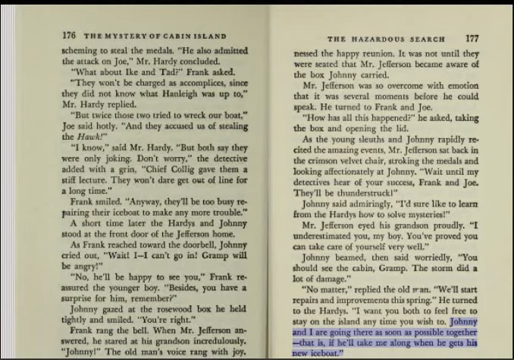 176 THE MYSTERY OF CABIN ISLAND
scheming to steal the medals. "He also admitted
the attack on Joe," Mr. Hardy concluded.
"What about Ike and Tad?" Frank asked.
"They won't be charged as accomplices, since
they did not know what Hanleigh was up to,"
Mr. Hardy replied.
"But twice those two tried to wreck our boat,"
Joe said hotly. "And they accused us of stealing
the Hawk!"
"I know," said Mr. Hardy. "But both say they
were only joking. Don't worry," the detective
added with a grin, "Chief Collig gave them a
stiff lecture. They won't dare get out of line for
a long time."
Frank smiled. "Anyway, they'll be too busy re-
pairing their iceboat to make any more trouble."
A short time later the Hardys and Johnny
stood at the front door of the Jefferson home.
As Frank reached toward the doorbell, Johnny
cried out, "Wait! I—I can't go in! Gramp will
be angry!"
"No, he'll be happy to see you," Frank re-
assured the younger boy. "Besides, you have a
surprise for him, remember?"
Johnny gazed at the rosewood box he held
tightly and smiled. "You're right."
Frank rang the bell. When Mr. Jefferson an-
swered, he stared at his grandson incredulously.
"Johnny!" The old man's voice rang with joy.
THE HAZARDOUS SEARCH 177
nessed the happy reunion. It was not until they
were seated that Mr. Jefferson became aware of
the box Johnny carried.
Mr. Jefferson was so overcome with emotion
that it was several moments before he could
speak. He turned to Frank and Joe.
"How has all this happened?" he asked, taking
the box and opening the lid.
As the young sleuths and Johnny rapidly re-
cited the amazing events, Mr. Jefferson sat back in
the crimson velvet chair, stroking the medals and
looking affectionately at Johnny. "Wait until my
detectives hear of your success, Frank and Joe.
They'll be thunderstruck!"
Johnny said admiringly, "I'd sure like to learn
from the Hardys how to solve mysteries!"
Mr. Jefferson eyed his grandson proudly. "I
underestimated you, my boy. You've proved you
can take care of yourself very well."
Johnny beamed, then said worriedly, "You
should see the cabin, Gramp. The storm did a
lot of damage."
"No matter," replied the old man. "We'll start
repairs and improvements this spring." He turned
to the Hardys. "I want you both to feel free to
stay on the island any time you wish to. Johnny
and I are going there as soon as possible together
—that is, if he'll take me along when he gets his
new iceboat."